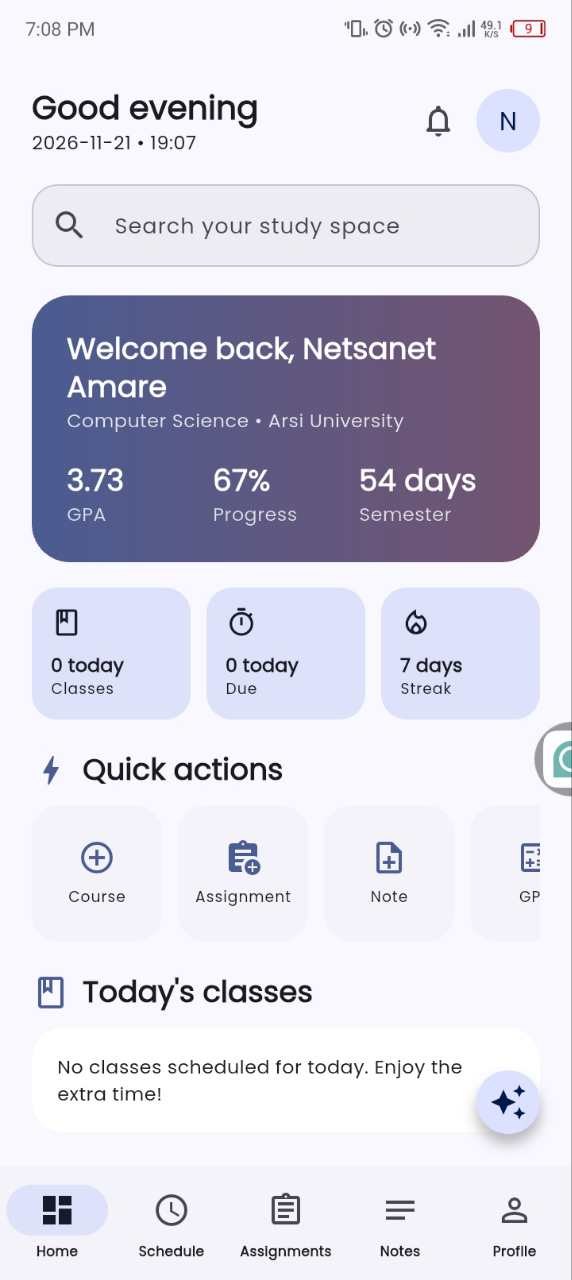 7:08 PM 49.1 K/S 9
Good evening
2026-11-21 • 19:07
N
Search your study space
Welcome back, Netsanet
Amare
Computer Science • Arsi University
3.73 67% 54 days
GPA Progress Semester
0 today 0 today 7 days
Classes Due Streak
Quick actions
Course Assignment Note GP
Today's classes
No classes scheduled for today. Enjoy the
extra time!
Home Schedule Assignments Notes Profile